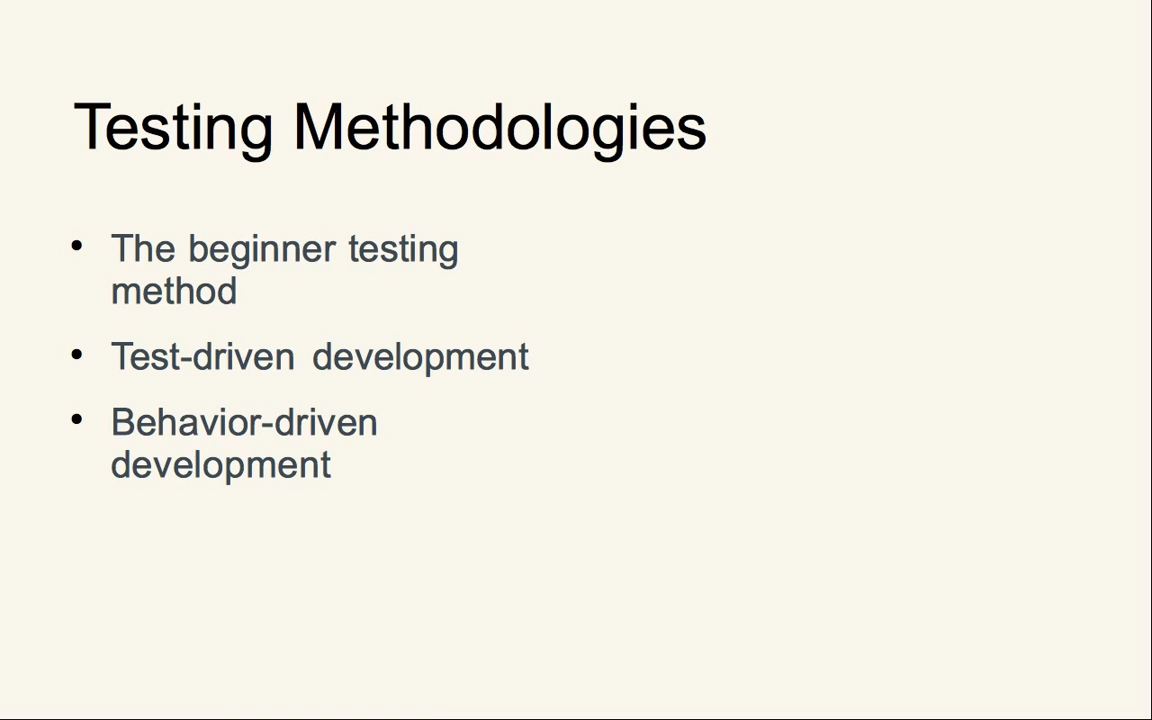 Testing Methodologies
• The beginner testing
method
• Test-driven development
• Behavior-driven
development